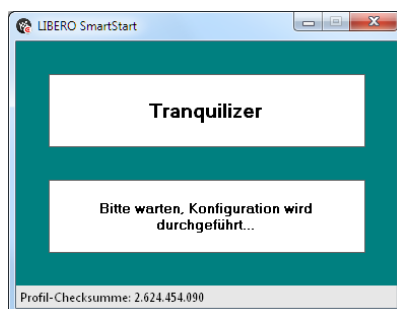 LIBERO SmartStart
Tranquilizer
Bitte warten, Konfiguration wird
durchgeführt...
Profil-Checksumme: 2.624.454.090